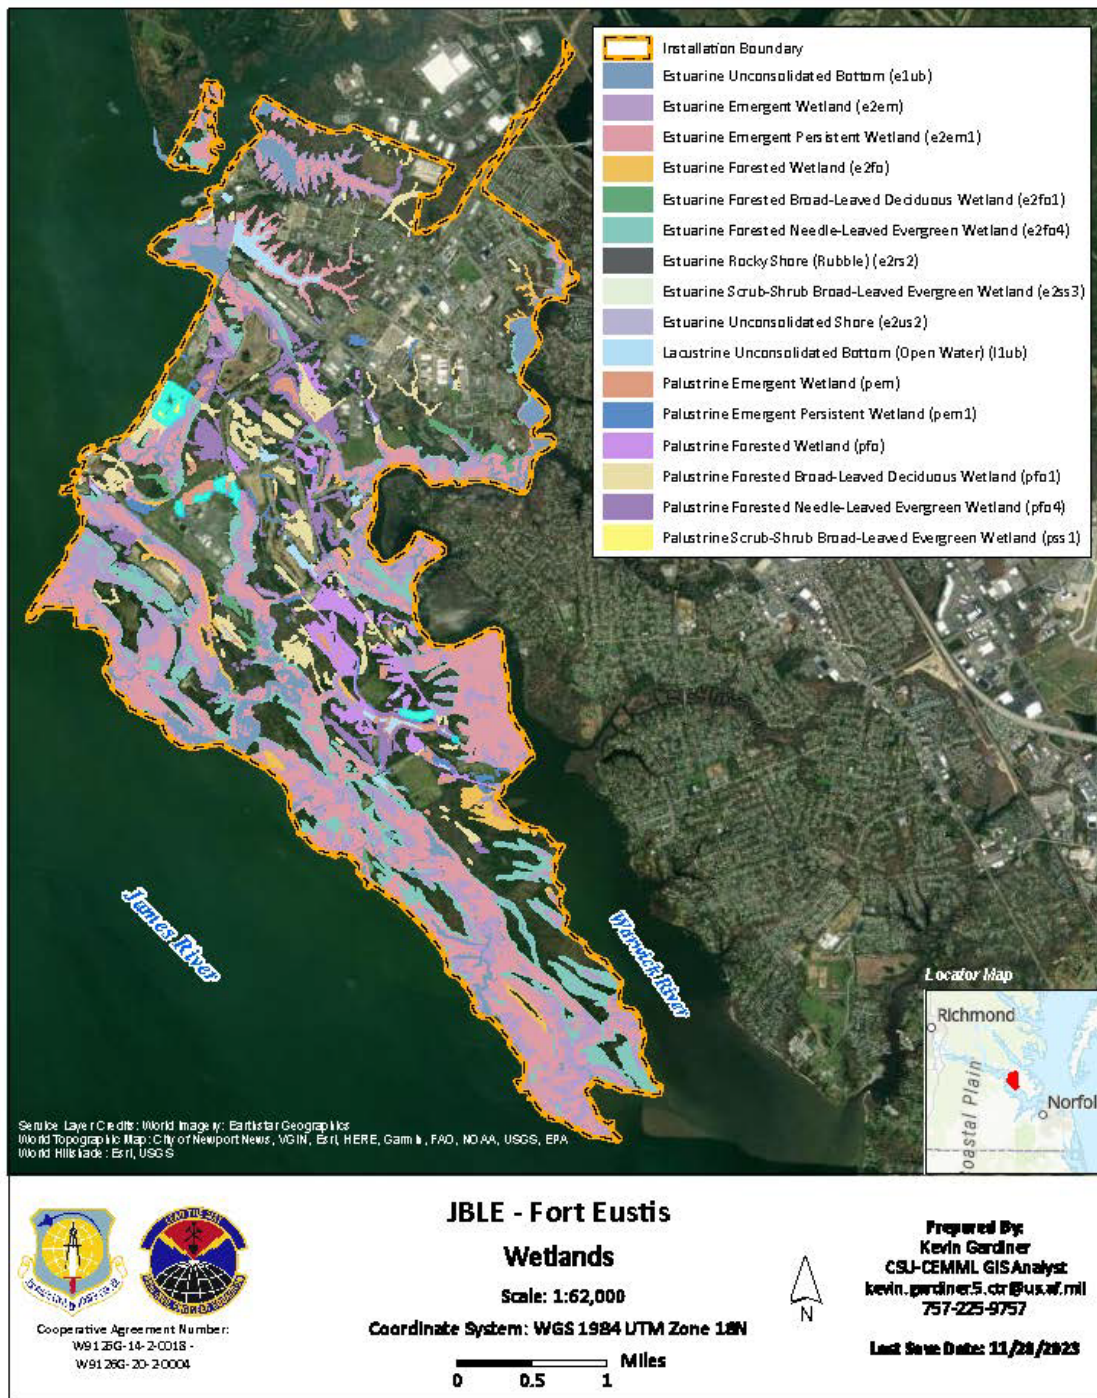 Installation Boundary
Estuarine Unconsolidated Bottom (e1ub)
Estuarine Emergent Wetland (e2em)
Estuarine Emergent Persistent Wetland (e2em1)
Estuarine Forested Wetland (e2fo)
Estuarine Forested Broad-Leaved Deciduous Wetland (e2fo1)
Estuarine Forested Needle-Leaved Evergreen Wetland (e2fo4)
Estuarine Rocky Shore (Rubble) (e2rs2)
Estuarine Scrub-Shrub Broad-Leaved Evergreen Wetland (e2ss3)
Estuarine Unconsolidated Shore (e2us2)
Lacustrine Unconsolidated Bottom (Open Water) (l1ub)
Palustrine Emergent Wetland (pem)
Palustrine Emergent Persistent Wetland (pem1)
Palustrine Forested Wetland (pfo)
Palustrine Forested Broad-Leaved Deciduous Wetland (pfo1)
Palustrine Forested Needle-Leaved Evergreen Wetland (pfo4)
Palustrine Scrub-Shrub Broad-Leaved Evergreen Wetland (pss1)
James River
Warwick River
Locator Map
Richmond
Coastal Plain
Norfol
Service Layer Credits: World Imagery: Earthstar Geographics
World Topographic Map: City of Newport News, VGIN, Esri, HERE, Garmin, FAO, NOAA, USGS, EPA
World Hillshade: Esri, USGS
JBLE - Fort Eustis
Wetlands
Scale: 1:62,000
Coordinate System: WGS 1984 UTM Zone 18N
Miles
0 0.5 1
N
Cooperative Agreement Number:
W9126G-14-2-0018 -
W9126G-20-2-0004
Prepared By:
Kevin Gardiner
CSU-CEMML GIS Analyst
kevin.gardiner.5.ctr@us.af.mil
757-225-9757
Last Save Date: 11/28/2023